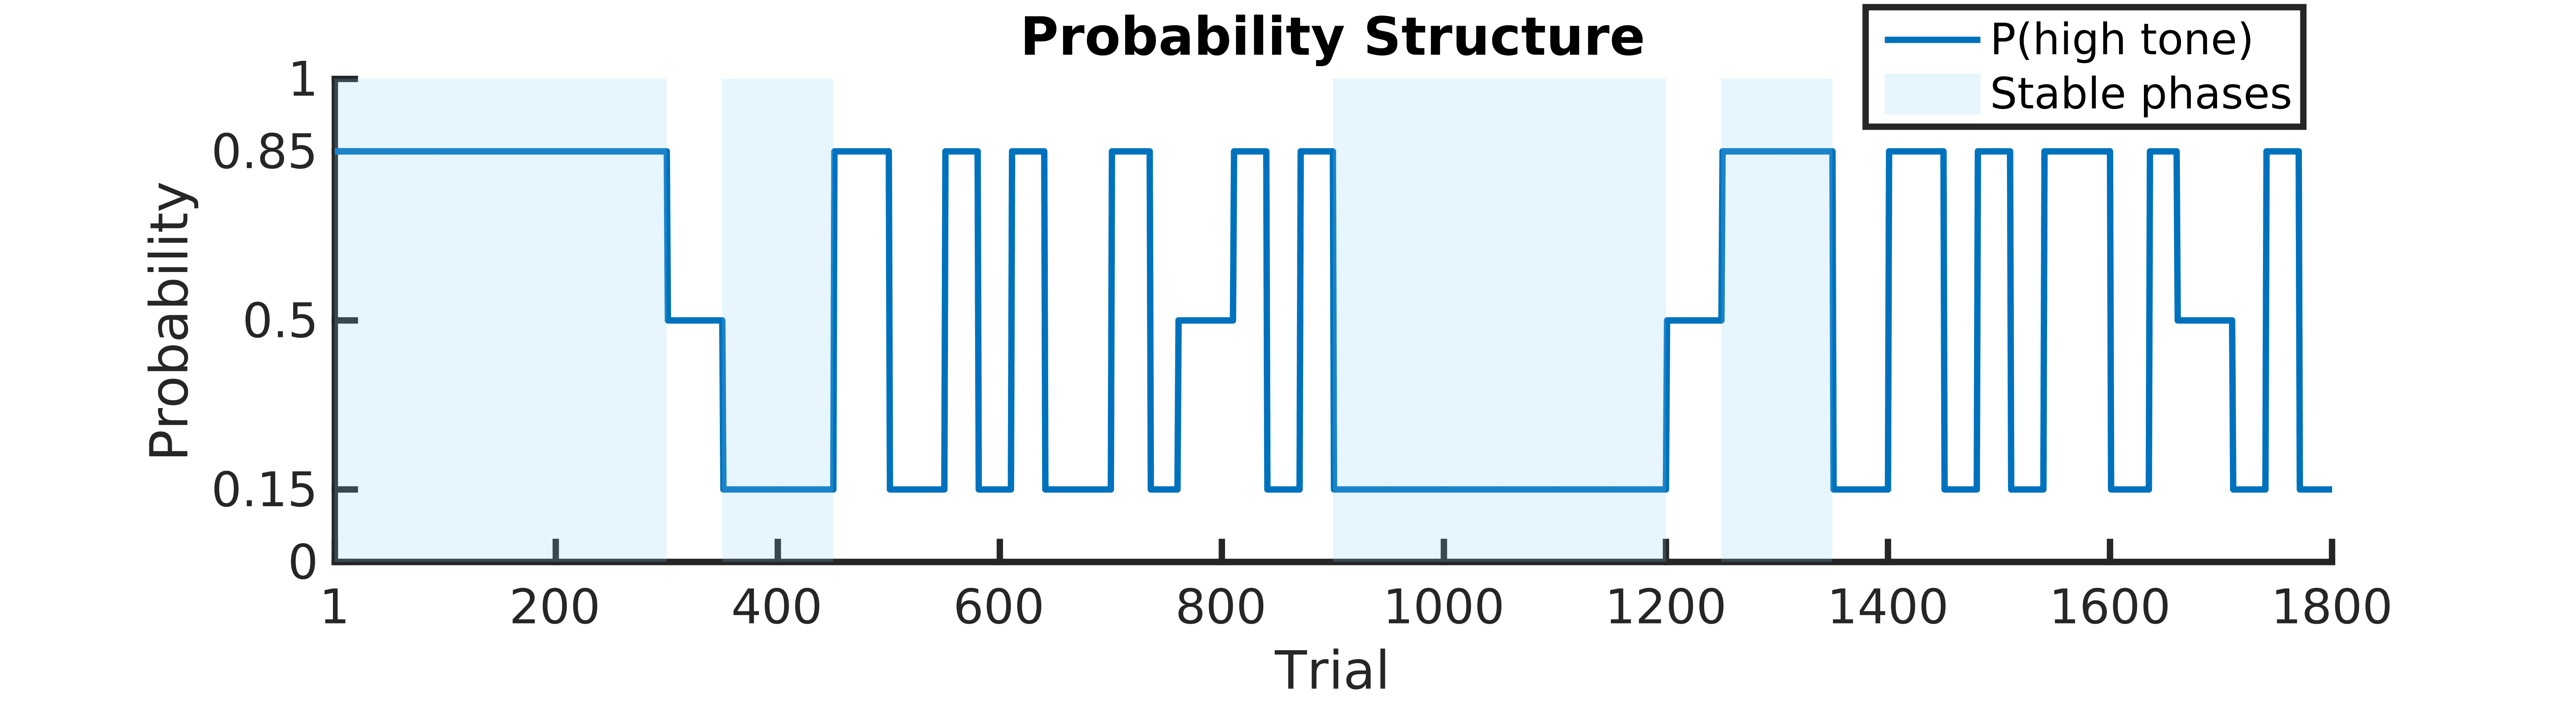 Probability Structure
P(high tone)
Stable phases
Probability
1
0.85
0.5
0.15
0
1 200 400 600 800 1000 1200 1400 1600 1800
Trial